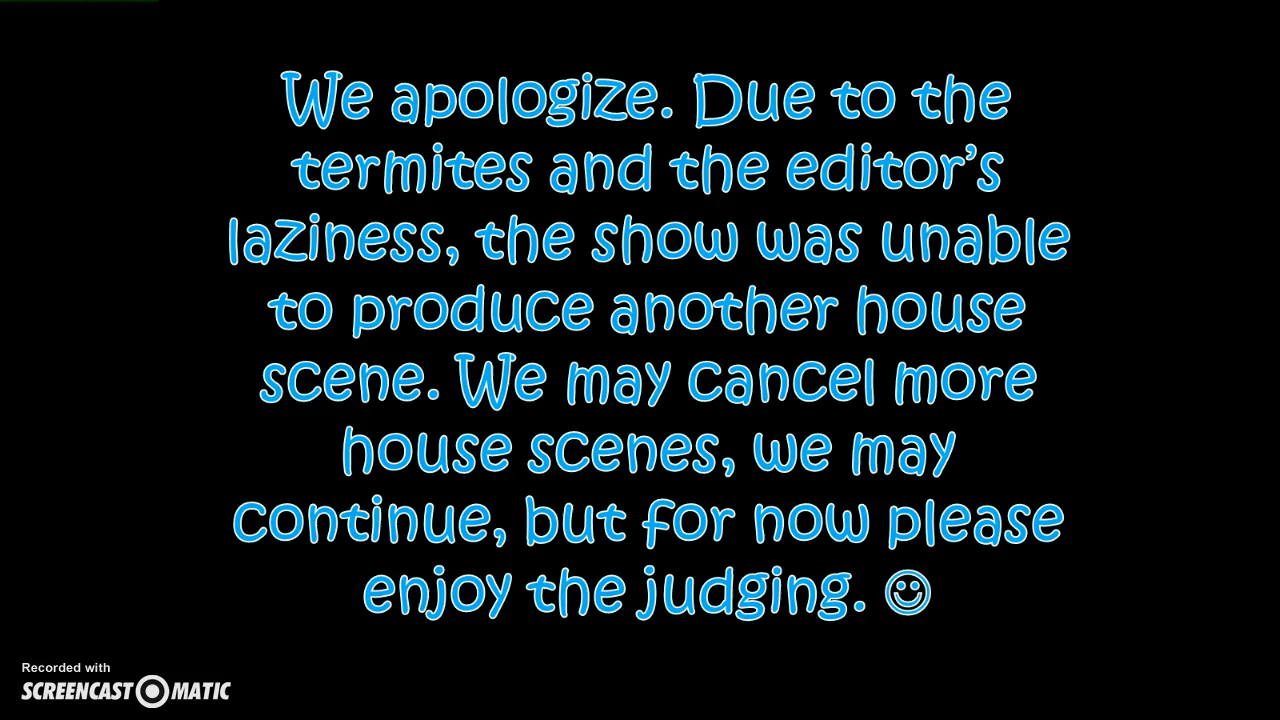 We apologize. Due to the
termites and the editor’s
laziness, the show was unable
to produce another house
scene. We may cancel more
house scenes, we may
continue, but for now please
enjoy the judging. ☺
Recorded with
SCREENCAST MATIC